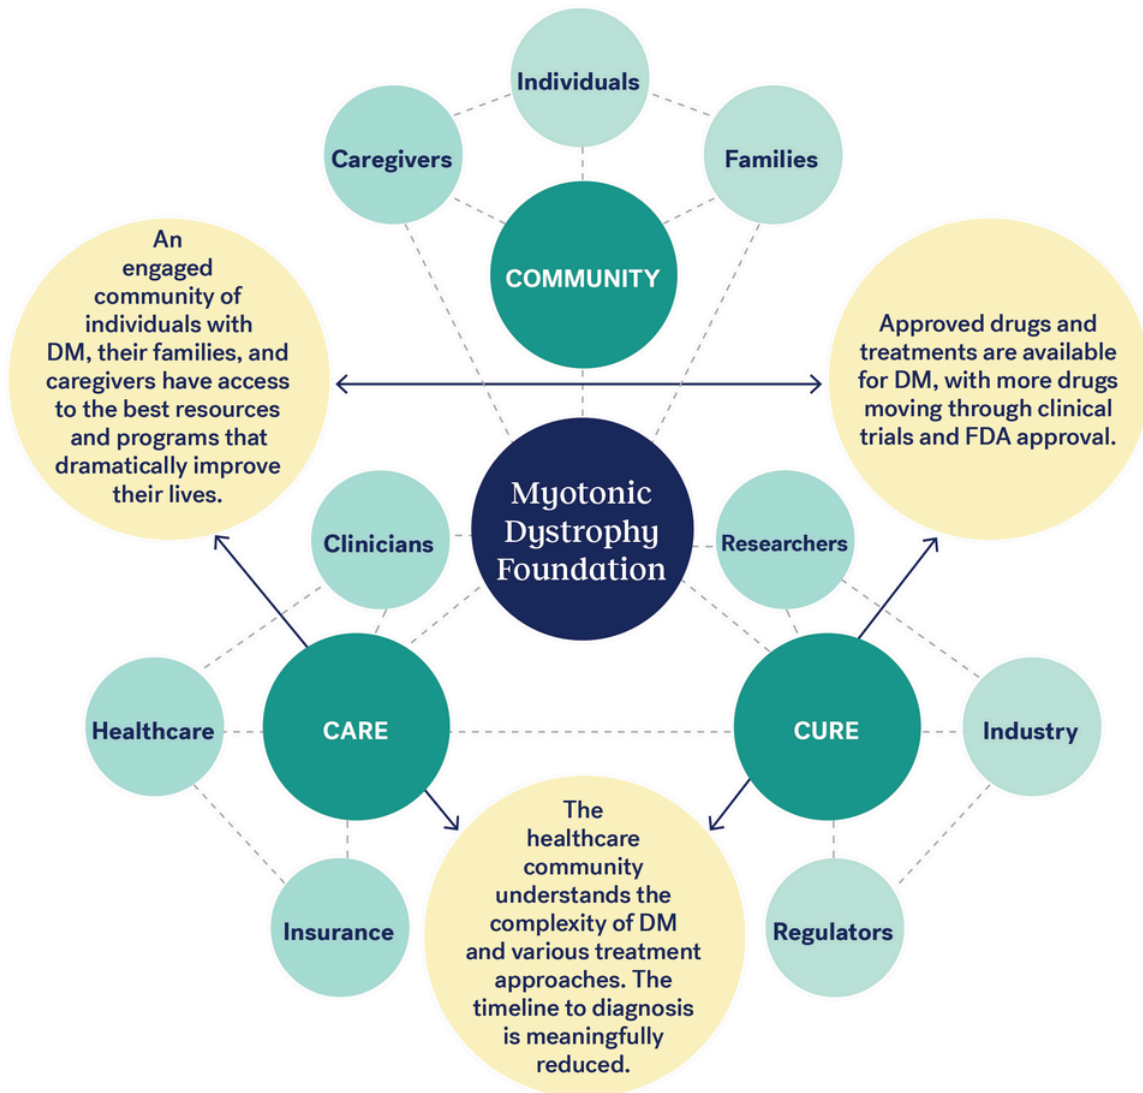 Individuals
Caregivers
Families
COMMUNITY
An
engaged
community of
individuals with
DM, their families, and
caregivers have access
to the best resources
and programs that
dramatically improve
their lives.
Approved drugs and
treatments are available
for DM, with more drugs
moving through clinical
trials and FDA approval.
Myotonic
Dystrophy
Foundation
Clinicians
Researchers
Healthcare
CARE
CURE
Industry
The
healthcare
community
understands the
complexity of DM
and various treatment
approaches. The
timeline to diagnosis
is meaningfully
reduced.
Insurance
Regulators